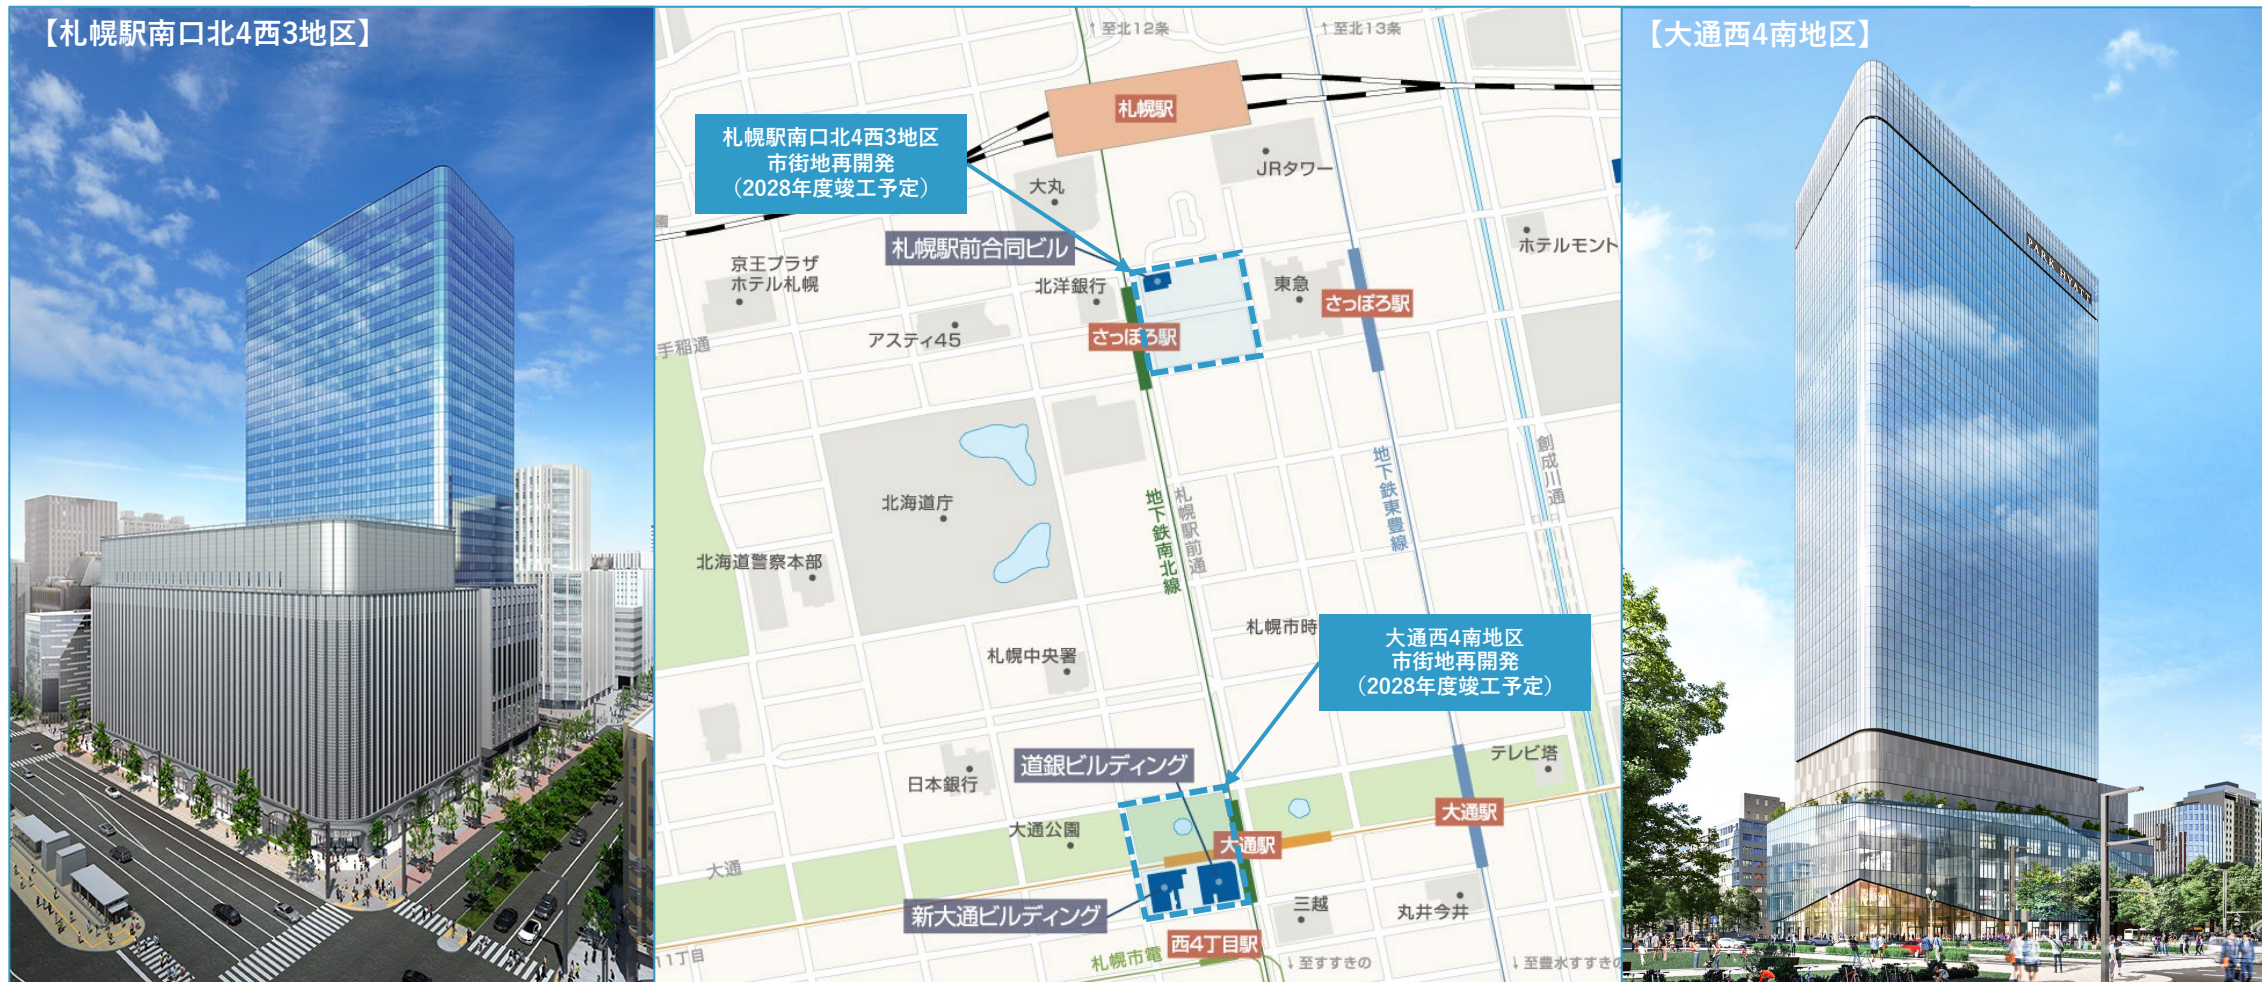 【札幌駅南口北4西3地区】
↑至北12条
↑至北13条
札幌駅
札幌駅南口北4西3地区
市街地再開発
（2028年度竣工予定）
JRタワー
大丸
園
札幌駅前合同ビル
ホテルモント
京王プラザ
ホテル札幌
北洋銀行
東急
さっぽろ駅
アスティ45
さっぽろ駅
手稲通
創成川通
地下鉄東豊線
地下鉄南北線
札幌駅前通
北海道庁
北海道警察本部
札幌市時
札幌中央署
大通西4南地区
市街地再開発
（2028年度竣工予定）
道銀ビルディング
テレビ塔
日本銀行
大通駅
大通公園
大通駅
大通
新大通ビルディング
三越
丸井今井
西4丁目駅
11丁目
札幌市電
↓至すすきの
↓至豊水すすきの
【大通西4南地区】
PARK HYATT